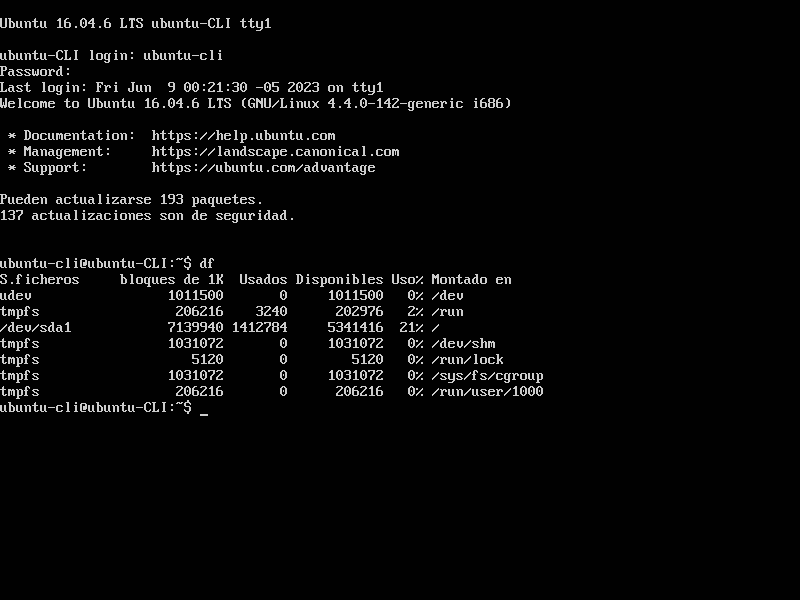 Ubuntu 16.04.6 LTS ubuntu-CLI tty1
ubuntu-CLI login: ubuntu-cli
Password:
Last login: Fri Jun  9 00:21:30 -05 2023 on tty1
Welcome to Ubuntu 16.04.6 LTS (GNU/Linux 4.4.0-142-generic i686)
 * Documentation:  https://help.ubuntu.com
 * Management:     https://landscape.canonical.com
 * Support:        https://ubuntu.com/advantage
Pueden actualizarse 193 paquetes.
137 actualizaciones son de seguridad.
ubuntu-cli@ubuntu-CLI:~$ df
S.ficheros     bloques de 1K  Usados Disponibles Uso% Montado en
udev                 1011500       0     1011500   0% /dev
tmpfs                 206216    3240      202976   2% /run
/dev/sda1            7139940 1412784     5341416  21% /
tmpfs                1031072       0     1031072   0% /dev/shm
tmpfs                   5120       0        5120   0% /run/lock
tmpfs                1031072       0     1031072   0% /sys/fs/cgroup
tmpfs                 206216       0      206216   0% /run/user/1000
ubuntu-cli@ubuntu-CLI:~$ _